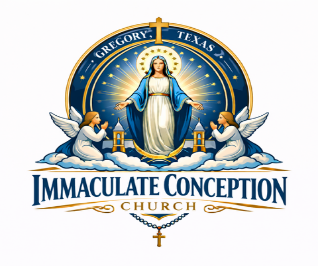 GREGORY, TEXAS
IMMACULATE CONCEPTION
CHURCH